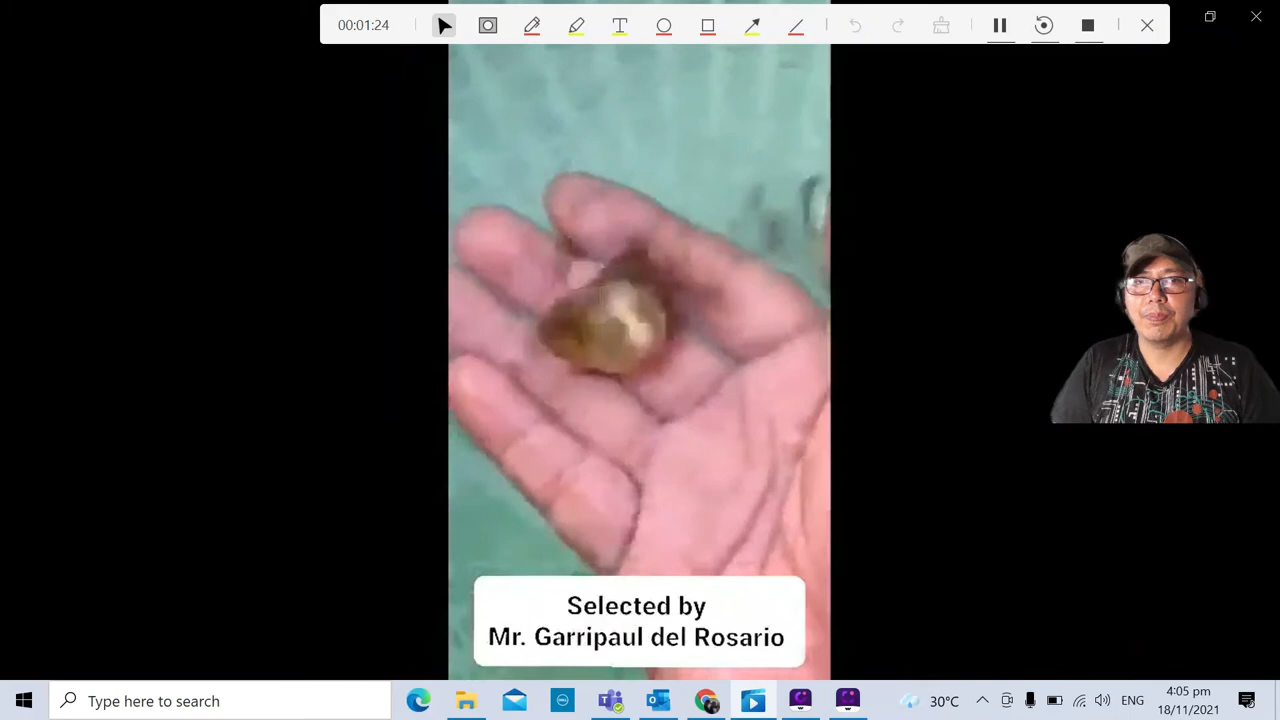 00:01:24
Selected by
Mr. Garripaul del Rosario
Type here to search
30°C
ENG
4:05 pm
18/11/2021